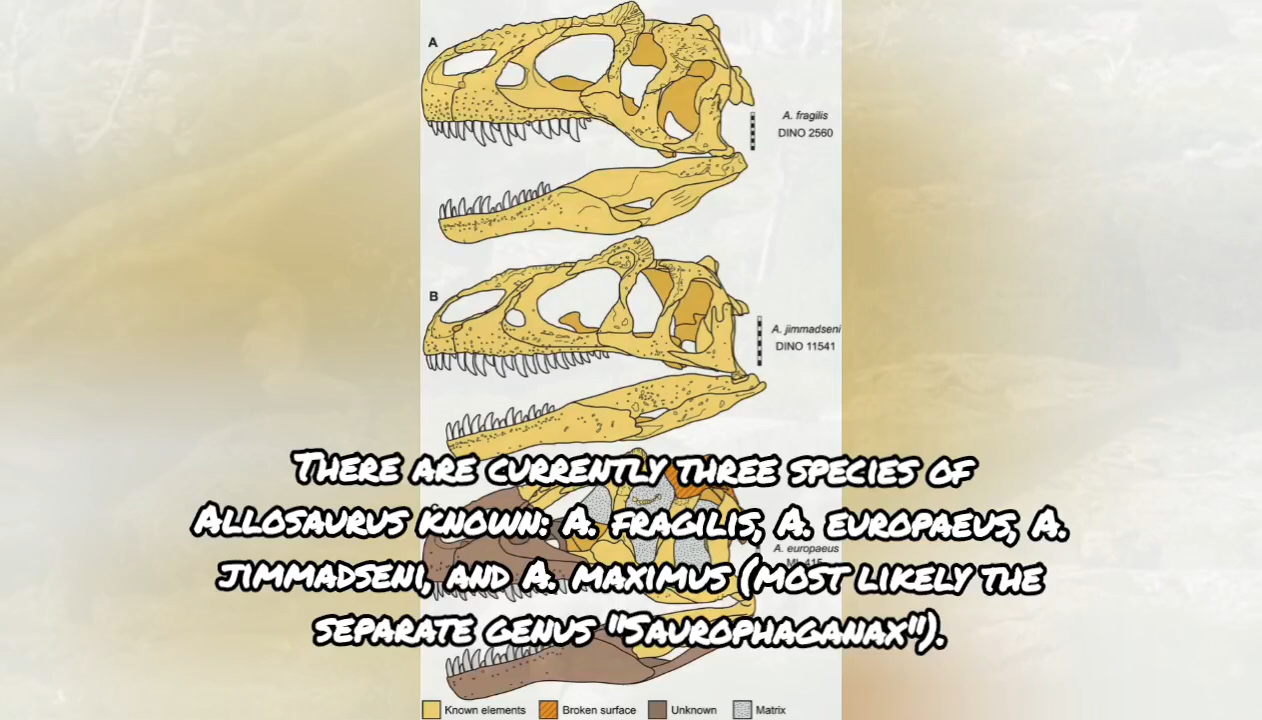 A
A. fragilis
DINO 2560
B
A. jimmadseni
DINO 11541
THERE ARE CURRENTLY THREE SPECIES OF
ALLOSAURUS KNOWN: A. FRAGILIS, A. EUROPAEUS, A.
JIMMADSENI, AND A. MAXIMUS (MOST LIKELY THE
SEPARATE GENUS "SAUROPHAGANAX").
A. europaeus
Known elements
Broken surface
Unknown
Matrix